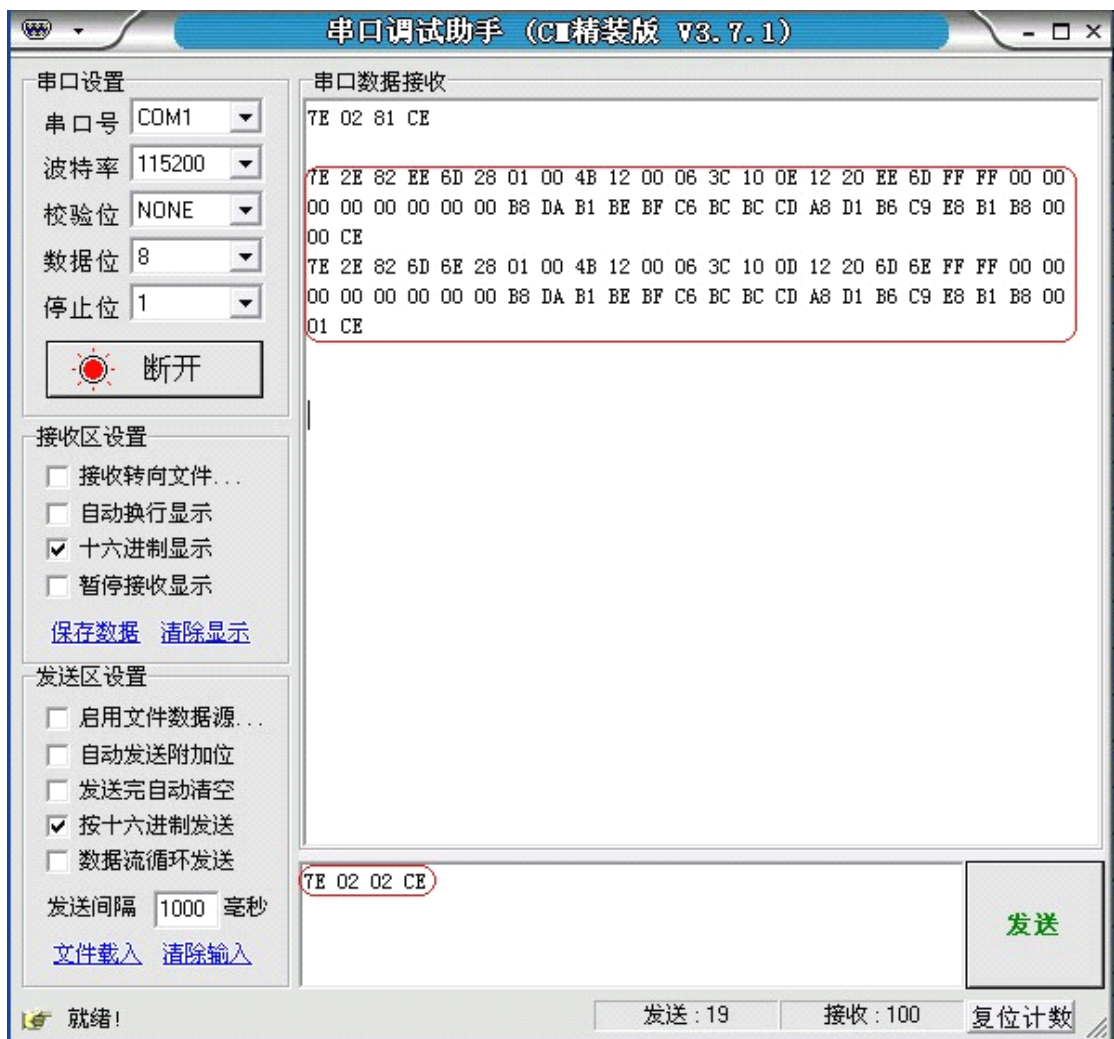 串口调试助手 (CM精装版 V3.7.1)
串口设置
串口号 COM1
波特率 115200
校验位 NONE
数据位 8
停止位 1
断开
接收区设置
接收转向文件...
自动换行显示
十六进制显示
暂停接收显示
保存数据 清除显示
发送区设置
启用文件数据源...
自动发送附加位
发送完自动清空
按十六进制发送
数据流循环发送
发送间隔 1000 毫秒
文件载入 清除输入
串口数据接收
7E 02 81 CE
7E 2E 82 EE 6D 28 01 00 4B 12 00 06 3C 10 0E 12 20 EE 6D FF FF 00 00
00 00 00 00 00 00 B8 DA B1 BE BF C6 BC BC CD A8 D1 B6 C9 E8 B1 B8 00
00 CE
7E 2E 82 6D 6E 28 01 00 4B 12 00 06 3C 10 0D 12 20 6D 6E FF FF 00 00
00 00 00 00 00 00 B8 DA B1 BE BF C6 BC BC CD A8 D1 B6 C9 E8 B1 B8 00
01 CE
7E 02 02 CE
发送
就绪!
发送:19
接收:100
复位计数